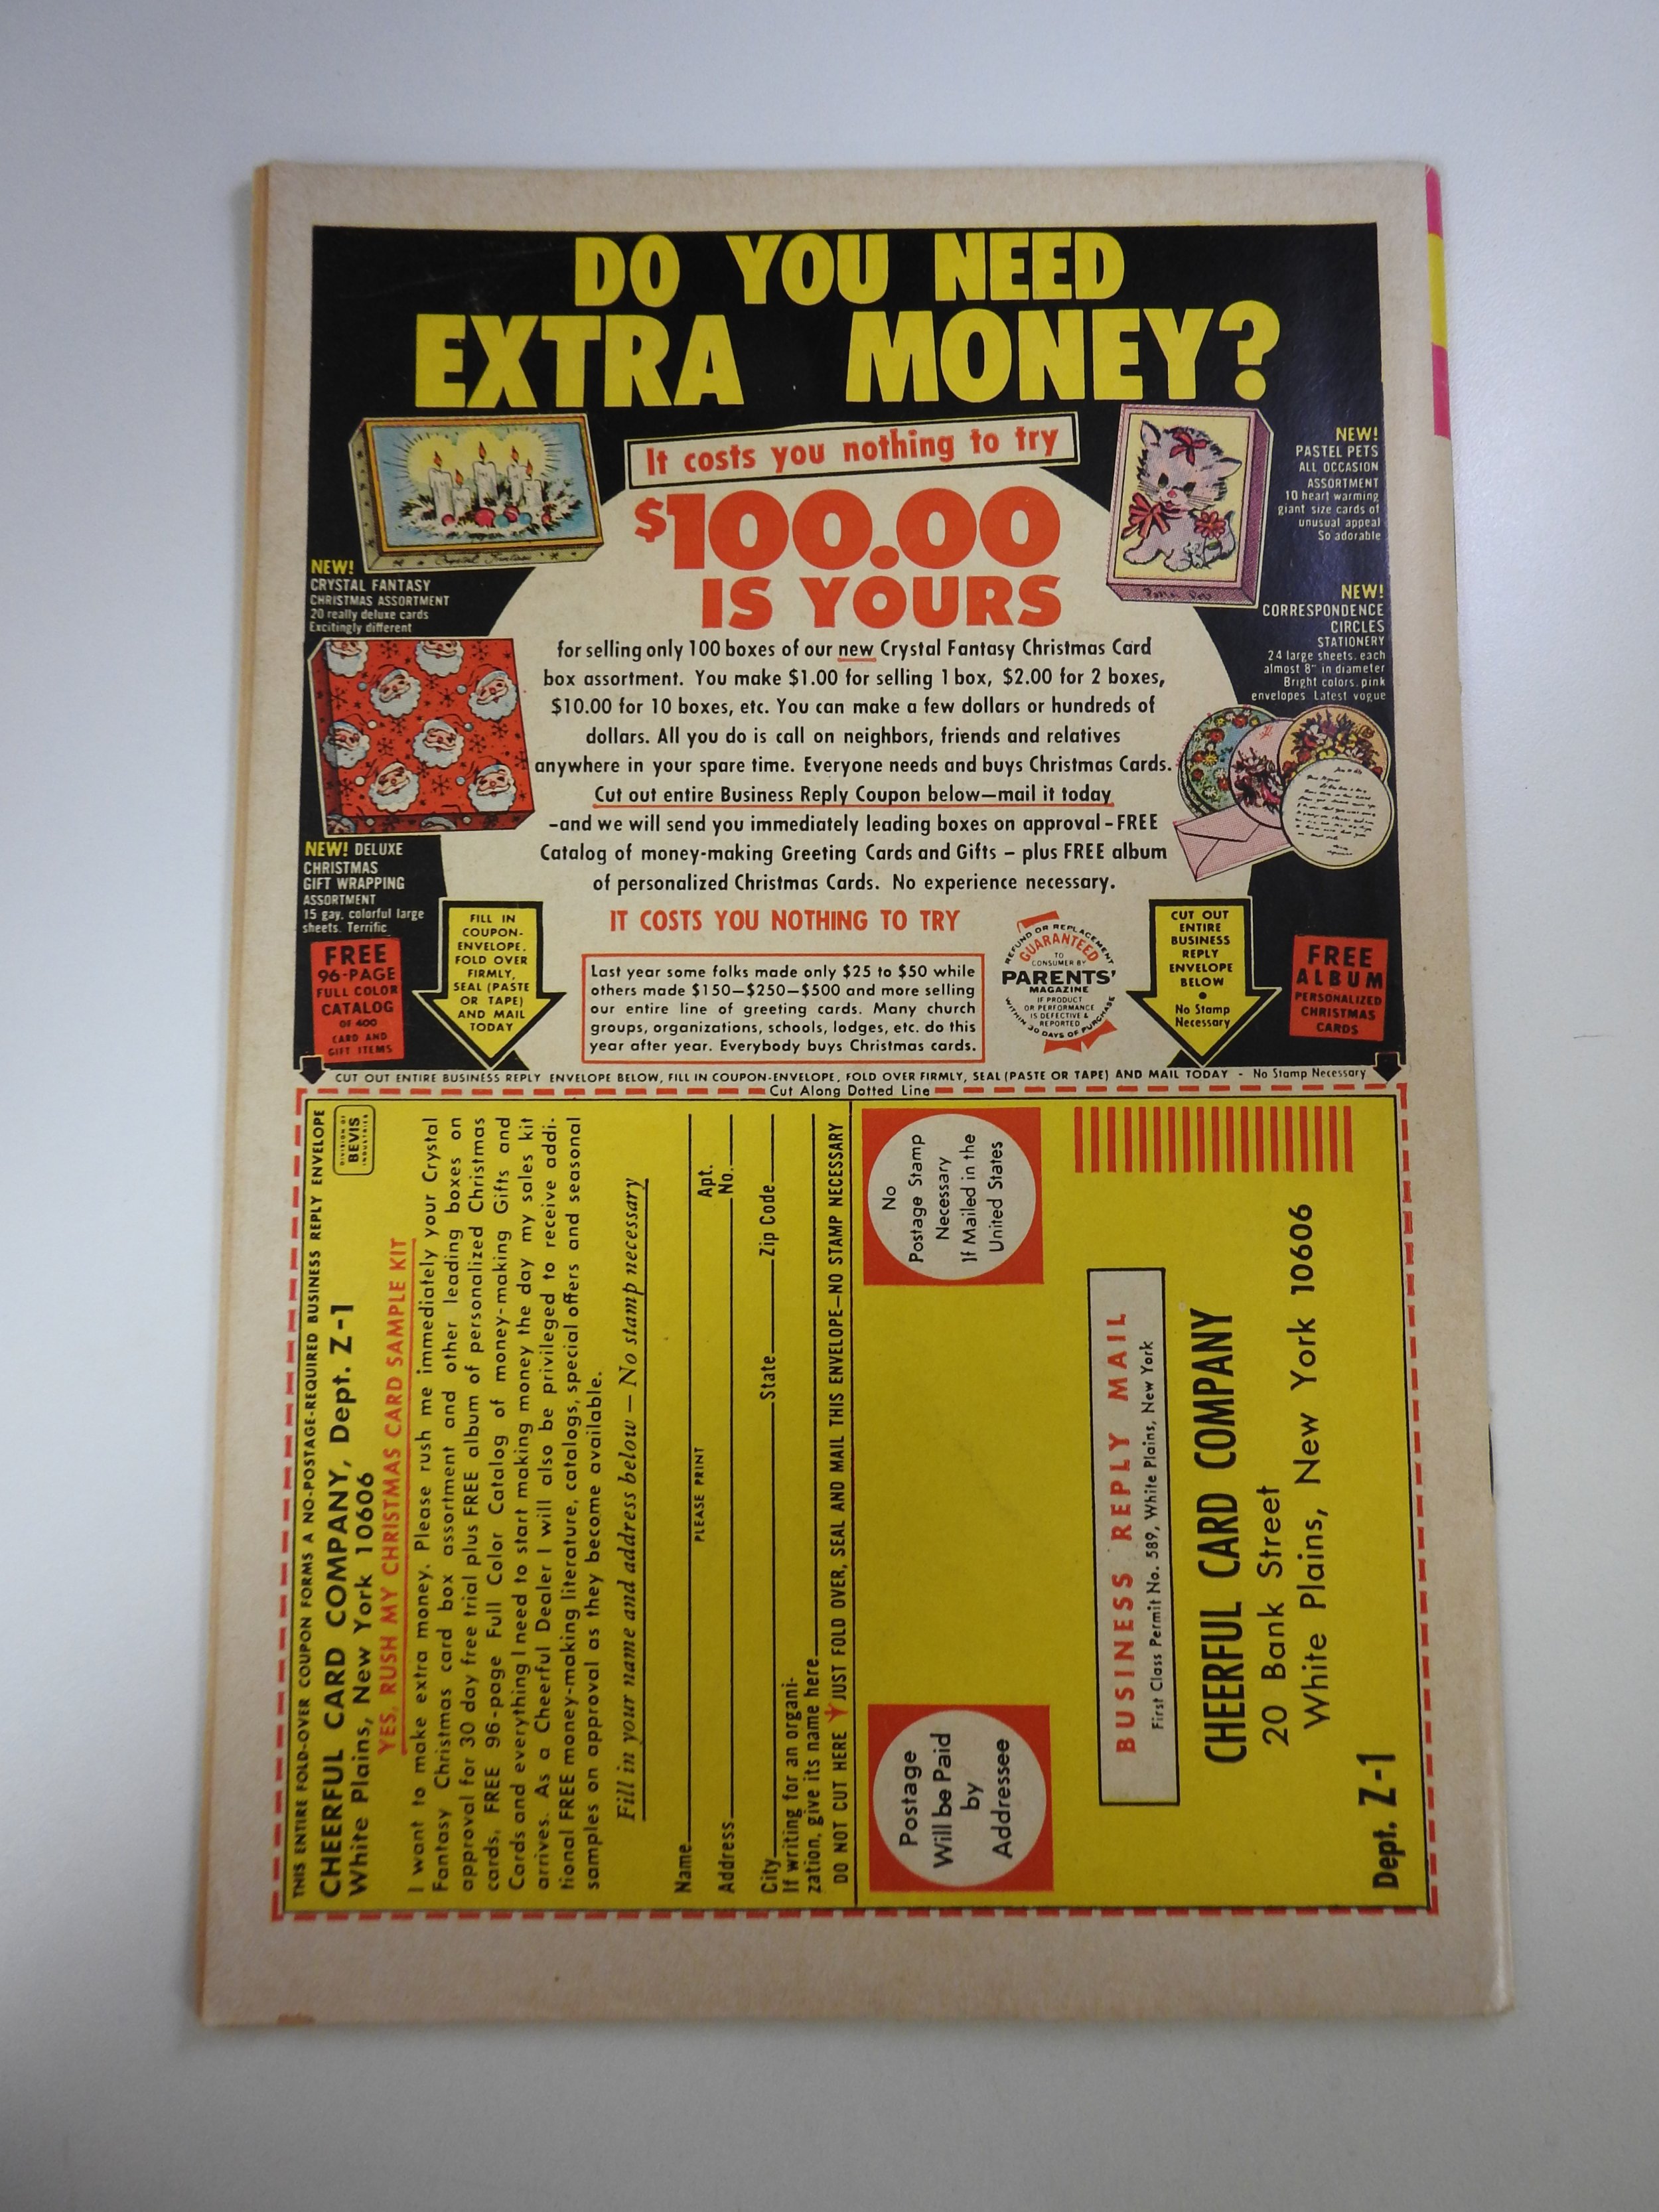 DO YOU NEED
EXTRA MONEY?
It costs you nothing to try
$100.00
IS YOURS
NEW!
CRYSTAL FANTASY
CHRISTMAS ASSORTMENT
20 really deluxe cards
Excitingly different
NEW!
PASTEL PETS
ALL OCCASION
ASSORTMENT
10 heart warming
giant size cards of
unusual appeal
So adorable
NEW!
CORRESPONDENCE
CIRCLES
STATIONERY
24 large sheets, each
almost 8" in diameter
Bright colors, pink
envelopes Latest vogue
for selling only 100 boxes of our new Crystal Fantasy Christmas Card
box assortment. You make $1.00 for selling 1 box, $2.00 for 2 boxes,
$10.00 for 10 boxes, etc. You can make a few dollars or hundreds of
dollars. All you do is call on neighbors, friends and relatives
anywhere in your spare time. Everyone needs and buys Christmas Cards.
Cut out entire Business Reply Coupon below—mail it today
-and we will send you immediately leading boxes on approval-FREE
Catalog of money-making Greeting Cards and Gifts – plus FREE album
of personalized Christmas Cards. No experience necessary.
NEW! DELUXE
CHRISTMAS
GIFT WRAPPING
ASSORTMENT
15 gay, colorful large
sheets. Terrific
FREE
96-PAGE
FULL COLOR
CATALOG
OF 400
CARD AND
GIFT ITEMS
FILL IN
COUPON-
ENVELOPE,
FOLD OVER
FIRMLY,
SEAL (PASTE
OR TAPE)
AND MAIL
TODAY
IT COSTS YOU NOTHING TO TRY
Last year some folks made only $25 to $50 while
others made $150—$250—$500 and more selling
our entire line of greeting cards. Many church
groups, organizations, schools, lodges, etc. do this
year after year. Everybody buys Christmas cards.
REFUND OR REPLACEMENT
GUARANTEED
TO
CONSUMER BY
PARENTS'
MAGAZINE
IF PRODUCT
OR PERFORMANCE
IS DEFECTIVE &
REPORTED
WITHIN 30 DAYS OF PURCHASE
CUT OUT
ENTIRE
BUSINESS
REPLY
ENVELOPE
BELOW
•
No Stamp
Necessary
FREE
ALBUM
PERSONALIZED
CHRISTMAS
CARDS
CUT OUT ENTIRE BUSINESS REPLY ENVELOPE BELOW, FILL IN COUPON-ENVELOPE, FOLD OVER FIRMLY, SEAL (PASTE OR TAPE) AND MAIL TODAY - No Stamp Necessary
Cut Along Dotted Line
THIS ENTIRE FOLD-OVER COUPON FORMS A NO-POSTAGE-REQUIRED BUSINESS REPLY ENVELOPE
CHEERFUL CARD COMPANY, Dept. Z-1
White Plains, New York 10606
DIVISION OF
BEVIS
INDUSTRIES
YES, RUSH MY CHRISTMAS CARD SAMPLE KIT
I want to make extra money. Please rush me immediately your Crystal
Fantasy Christmas card box assortment and other leading boxes on
approval for 30 day free trial plus FREE album of personalized Christmas
cards, FREE 96-page Full Color Catalog of money-making Gifts and
Cards and everything I need to start making money the day my sales kit
arrives. As a Cheerful Dealer I will also be privileged to receive addi-
tional FREE money-making literature, catalogs, special offers and seasonal
samples on approval as they become available.
Fill in your name and address below — No stamp necessary
Name
PLEASE PRINT
Apt.
Address No.
City State Zip Code
If writing for an organi-
zation, give its name here
DO NOT CUT HERE JUST FOLD OVER, SEAL AND MAIL THIS ENVELOPE—NO STAMP NECESSARY
Postage
Will be Paid
by
Addressee
No
Postage Stamp
Necessary
If Mailed in the
United States
BUSINESS REPLY MAIL
First Class Permit No. 589, White Plains, New York
CHEERFUL CARD COMPANY
20 Bank Street
White Plains, New York 10606
Dept. Z-1